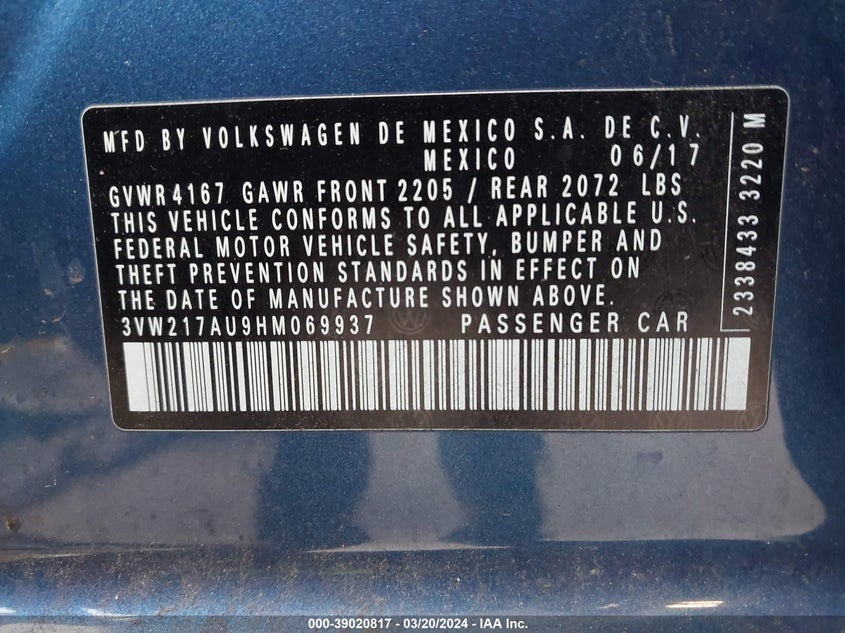 MFD BY VOLKSWAGEN DE MEXICO S.A. DE C.V.
MEXICO 06/17
GVWR 4167 GAWR FRONT 2205 / REAR 2072 LBS
THIS VEHICLE CONFORMS TO ALL APPLICABLE U.S.
FEDERAL MOTOR VEHICLE SAFETY, BUMPER AND
THEFT PREVENTION STANDARDS IN EFFECT ON
THE DATE OF MANUFACTURE SHOWN ABOVE.
3VW217AU9HM069937 PASSENGER CAR
2338433 3220 M
000-39020817 - 03/20/2024 - IAA Inc.